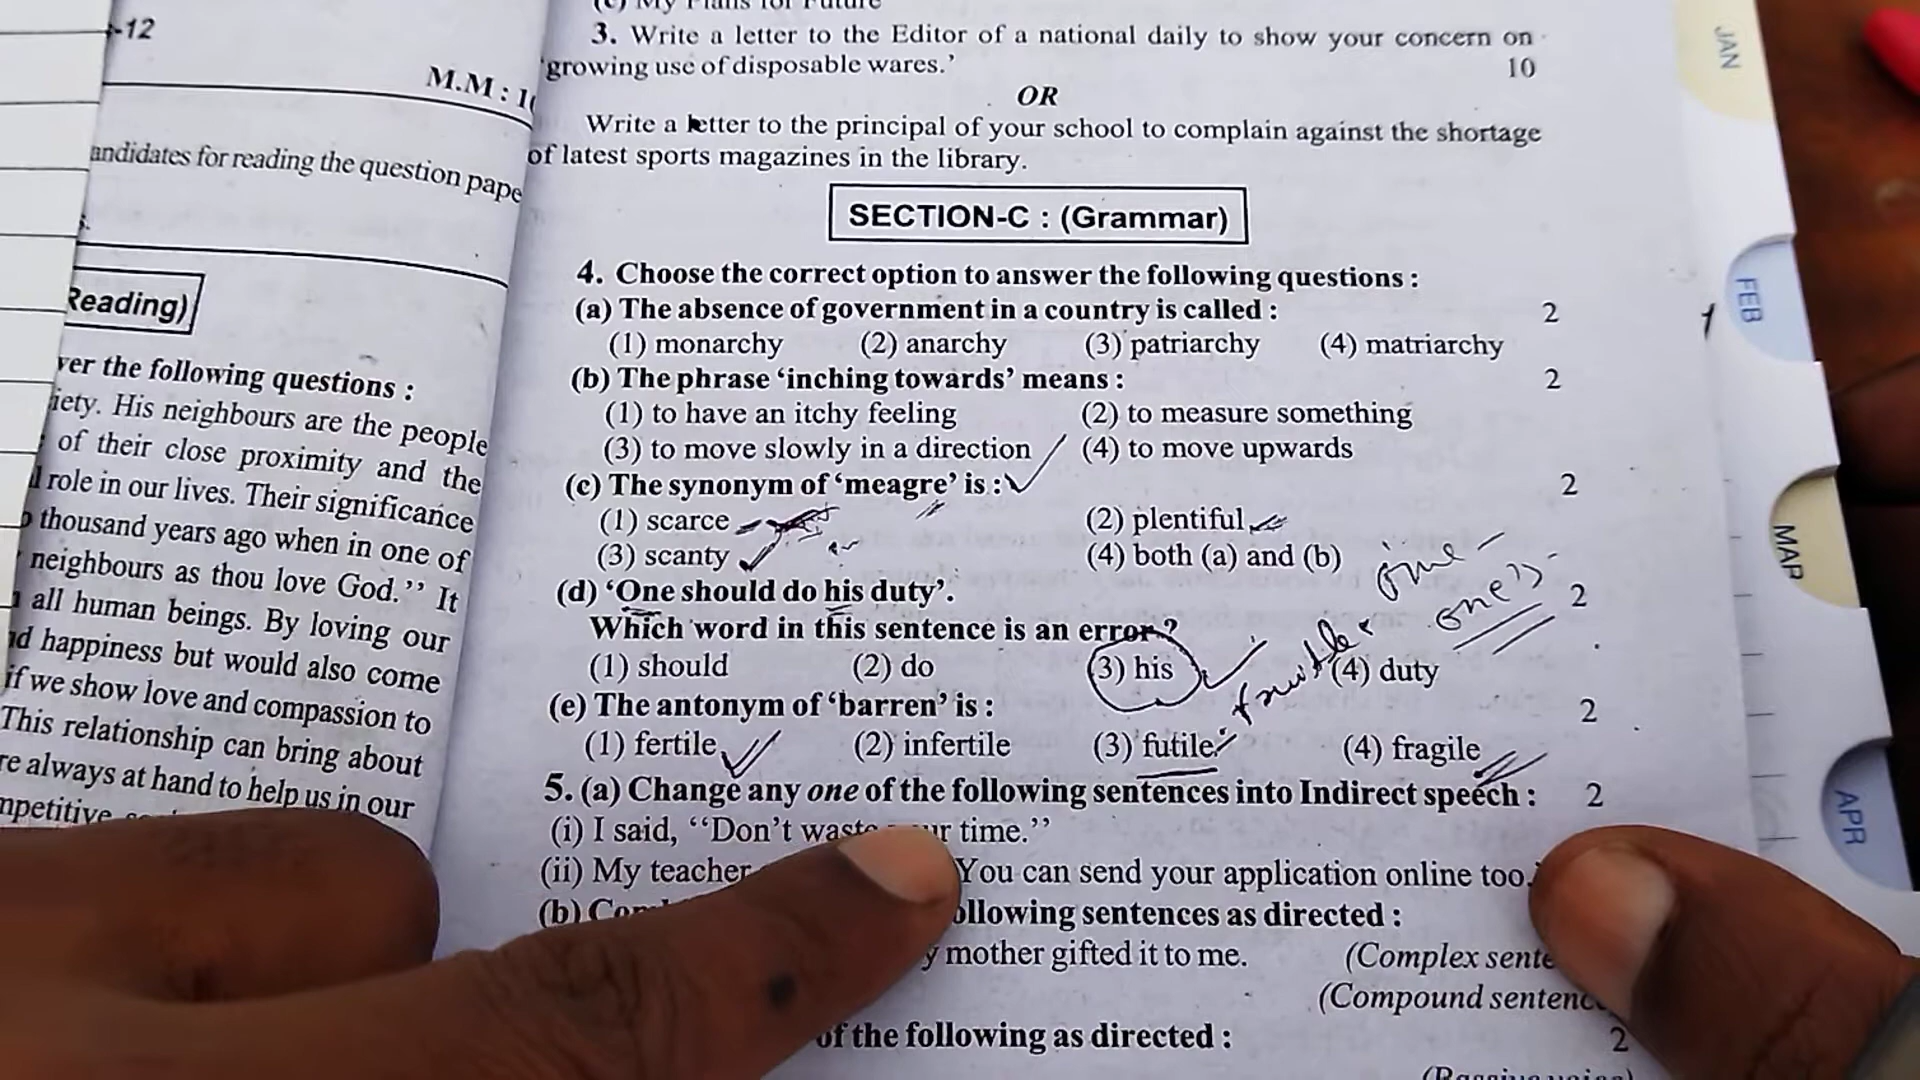 -12
M.M : 1
andidates for reading the question pape
Reading)
ver the following questions :
iety. His neighbours are the people
of their close proximity and the
l role in our lives. Their significance
thousand years ago when in one of
neighbours as thou love God.’’ It
all human beings. By loving our
d happiness but would also come
if we show love and compassion to
This relationship can bring about
re always at hand to help us in our
(c) My Plans for Future
3. Write a letter to the Editor of a national daily to show your concern on
‘growing use of disposable wares.’ 10
OR
Write a letter to the principal of your school to complain against the shortage
of latest sports magazines in the library.
SECTION-C : (Grammar)
4. Choose the correct option to answer the following questions :
(a) The absence of government in a country is called : 2
(1) monarchy (2) anarchy (3) patriarchy (4) matriarchy
(b) The phrase ‘inching towards’ means : 2
(1) to have an itchy feeling (2) to measure something
(3) to move slowly in a direction (4) to move upwards
(c) The synonym of ‘meagre’ is : 2
(1) scarce (2) plentiful
(3) scanty (4) both (a) and (b)
one's
(d) ‘One should do his duty’. 2
Which word in this sentence is an error ?
(1) should (2) do (3) his (4) duty
(e) The antonym of ‘barren’ is : 2
(1) fertile (2) infertile (3) futile (4) fragile
5. (a) Change any one of the following sentences into Indirect speech : 2
(i) I said, ‘‘Don’t waste ur time.’’
(ii) My teacher You can send your application online too.
(b) ollowing sentences as directed :
y mother gifted it to me. (Complex sente
(Compound sentenc
of the following as directed :
2
JAN
FEB
MAR
APR